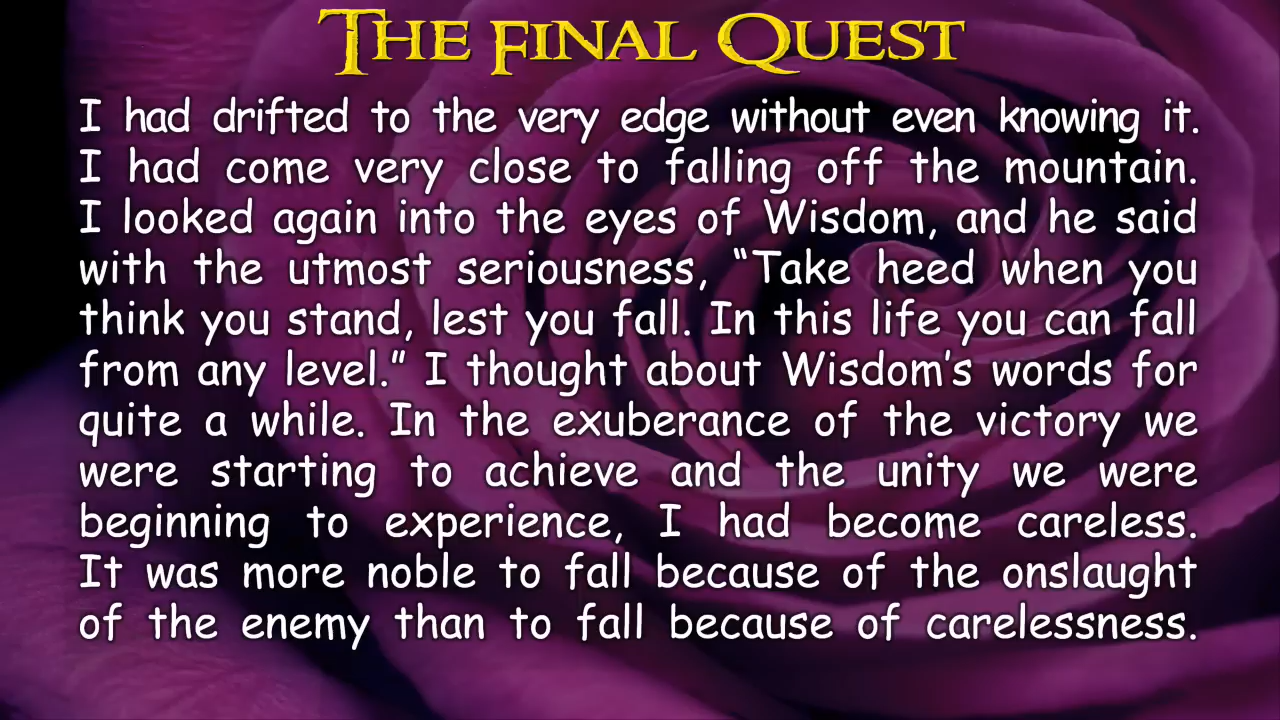 The Final Quest
I had drifted to the very edge without even knowing it.
I had come very close to falling off the mountain.
I looked again into the eyes of Wisdom, and he said
with the utmost seriousness, “Take heed when you
think you stand, lest you fall. In this life you can fall
from any level.” I thought about Wisdom’s words for
quite a while. In the exuberance of the victory we
were starting to achieve and the unity we were
beginning to experience, I had become careless.
It was more noble to fall because of the onslaught
of the enemy than to fall because of carelessness.